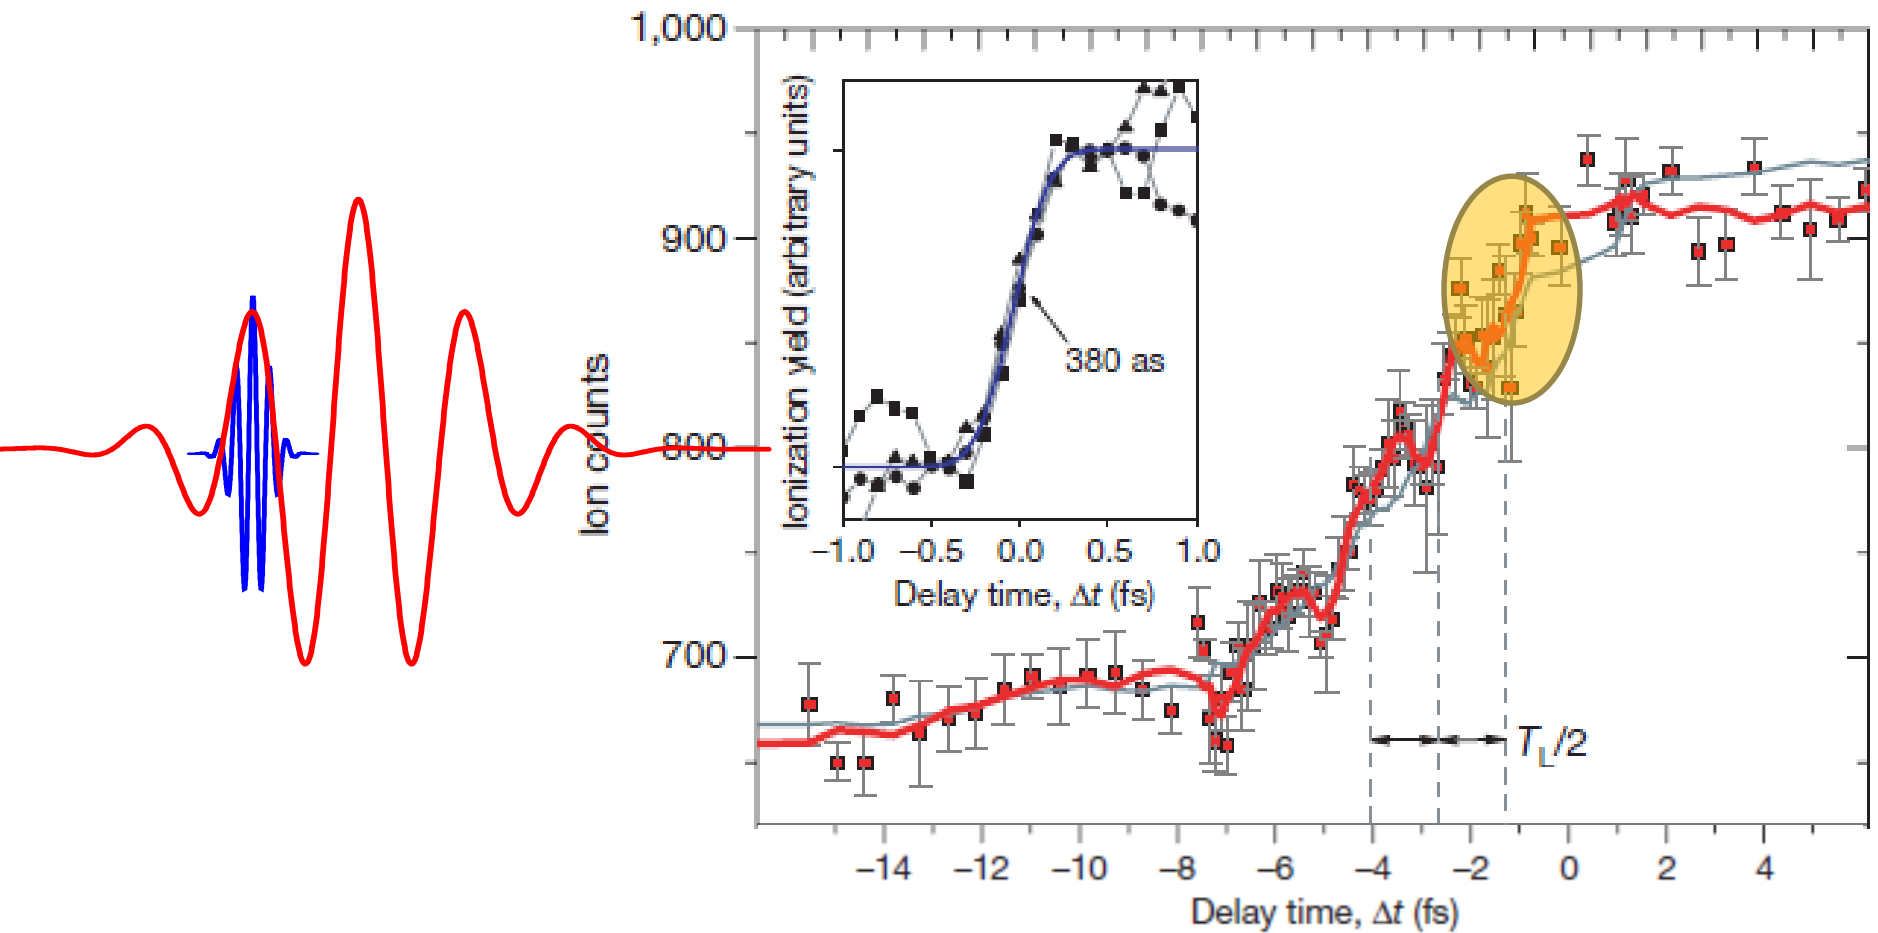 1,000
900
800
700
Ion counts
Ionization yield (arbitrary units)
380 as
−1.0 −0.5 0.0 0.5 1.0
Delay time, Δt (fs)
T_L/2
−14 −12 −10 −8 −6 −4 −2 0 2 4
Delay time, Δt (fs)